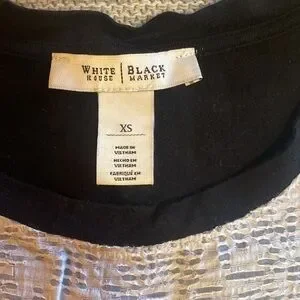 WHITE | BLACK
HOUSE | MARKET
XS
MADE IN
VIETNAM
HECHO EN
VIETNAM
FABRIQUÉ EN
VIETNAM